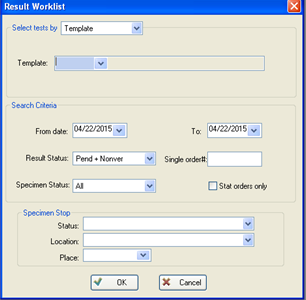 Result Worklist
Select tests by Template
Template:
Search Criteria
From date: 04/22/2015 To: 04/22/2015
Result Status: Pend + Nonver Single order#:
Specimen Status: All Stat orders only
Specimen Stop
Status:
Location:
Place:
OK Cancel